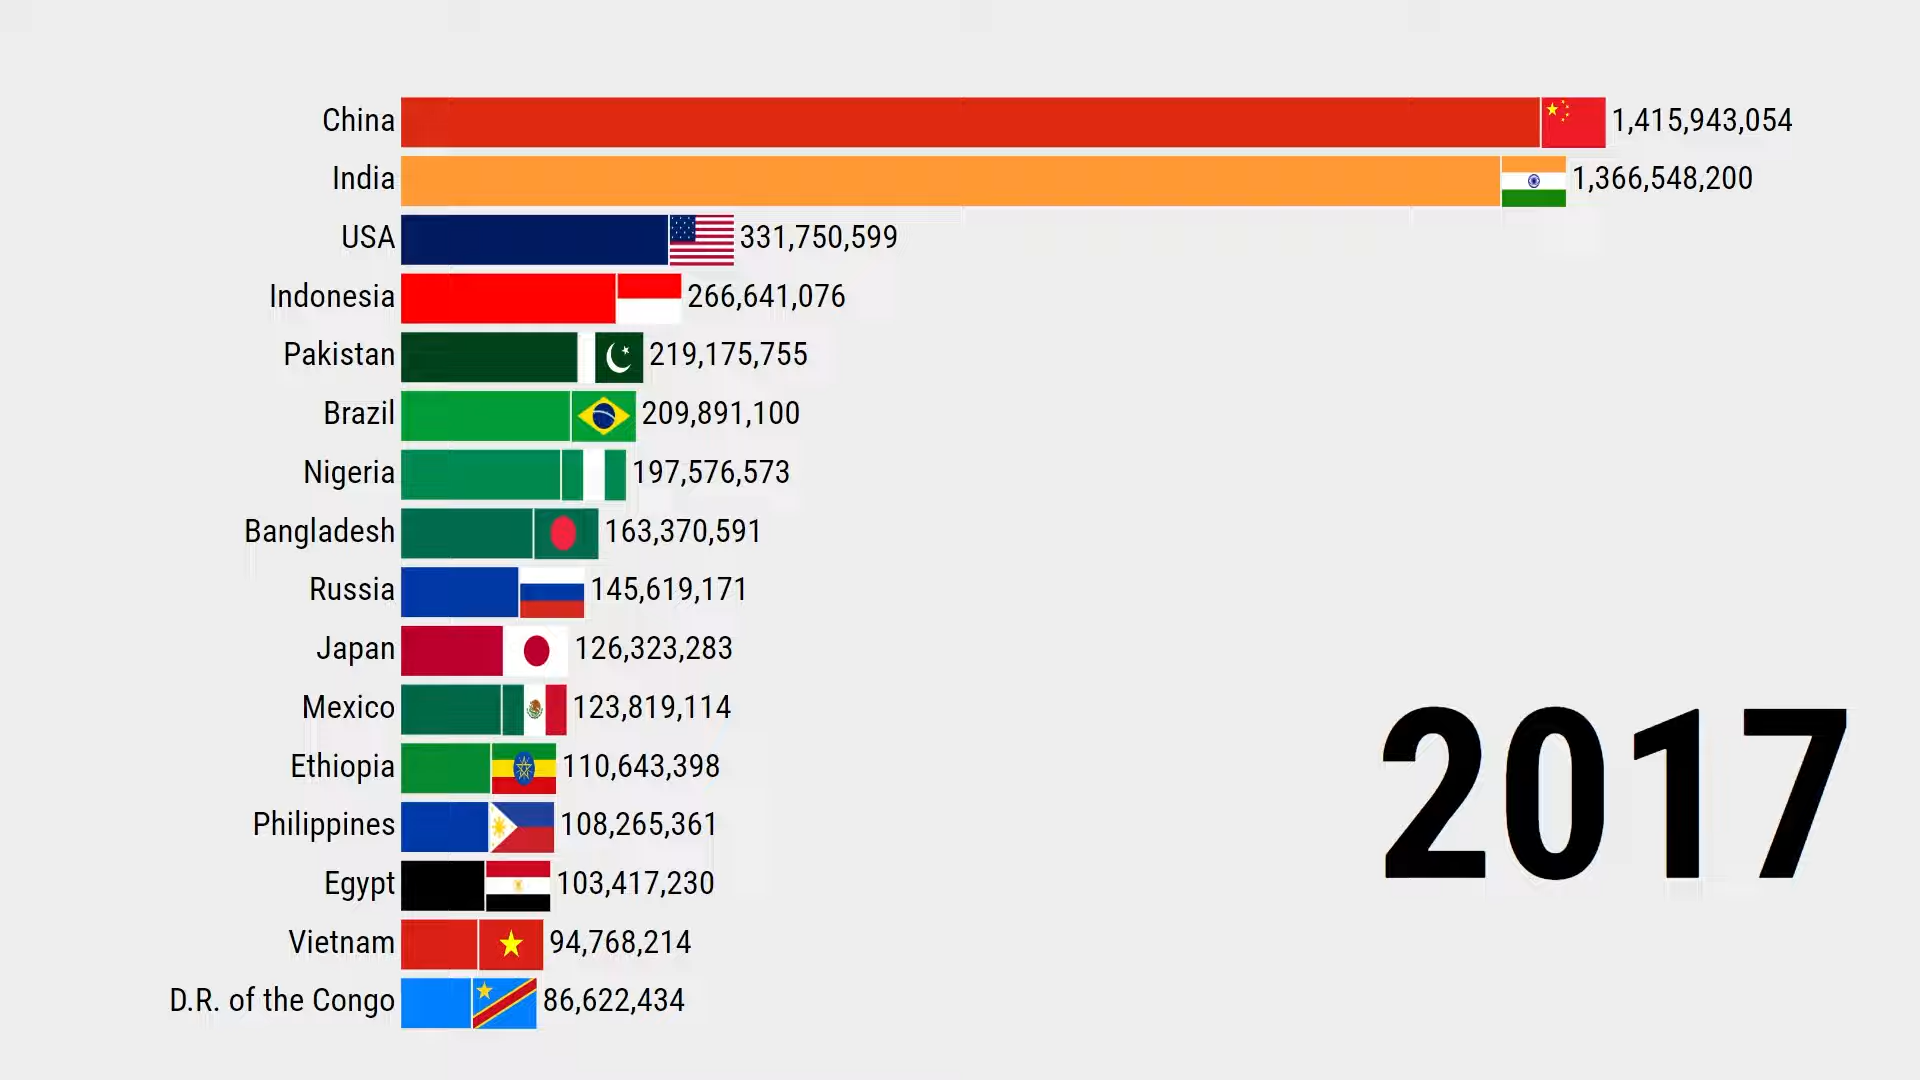 China 1,415,943,054
India 1,366,548,200
USA 331,750,599
Indonesia 266,641,076
Pakistan 219,175,755
Brazil 209,891,100
Nigeria 197,576,573
Bangladesh 163,370,591
Russia 145,619,171
Japan 126,323,283
Mexico 123,819,114
Ethiopia 110,643,398
Philippines 108,265,361
Egypt 103,417,230
Vietnam 94,768,214
D.R. of the Congo 86,622,434
2017